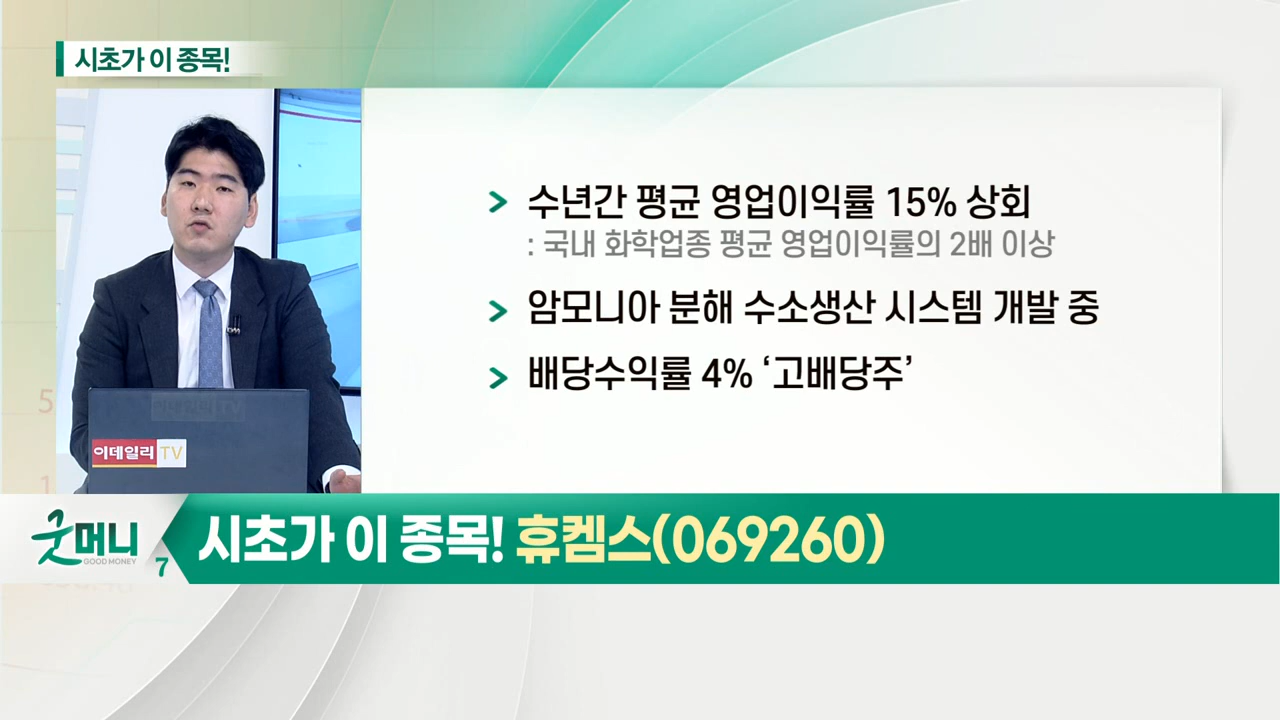 시초가 이 종목!
수년간 평균 영업이익률 15% 상회
: 국내 화학업종 평균 영업이익률의 2배 이상
암모니아 분해 수소생산 시스템 개발 중
배당수익률 4% ‘고배당주’
이데일리 TV
굿머니
GOOD MONEY
7
시초가 이 종목! 휴켐스(069260)
5
1